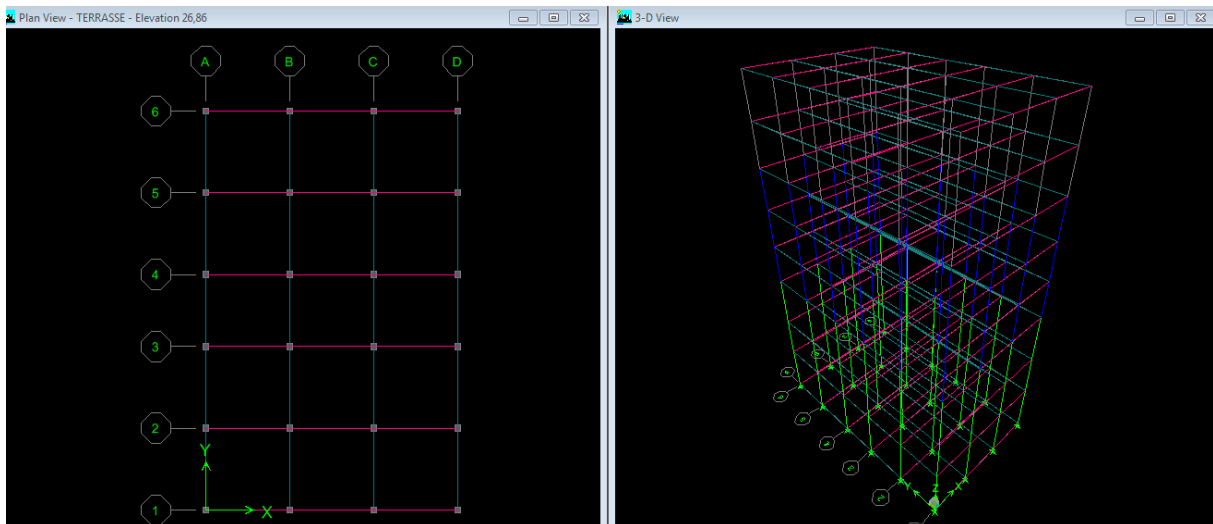 Plan View - TERRASSE - Elevation 26,86
3-D View
A B C D
6
5
4
3
2
Y
1
X
Z
Y X